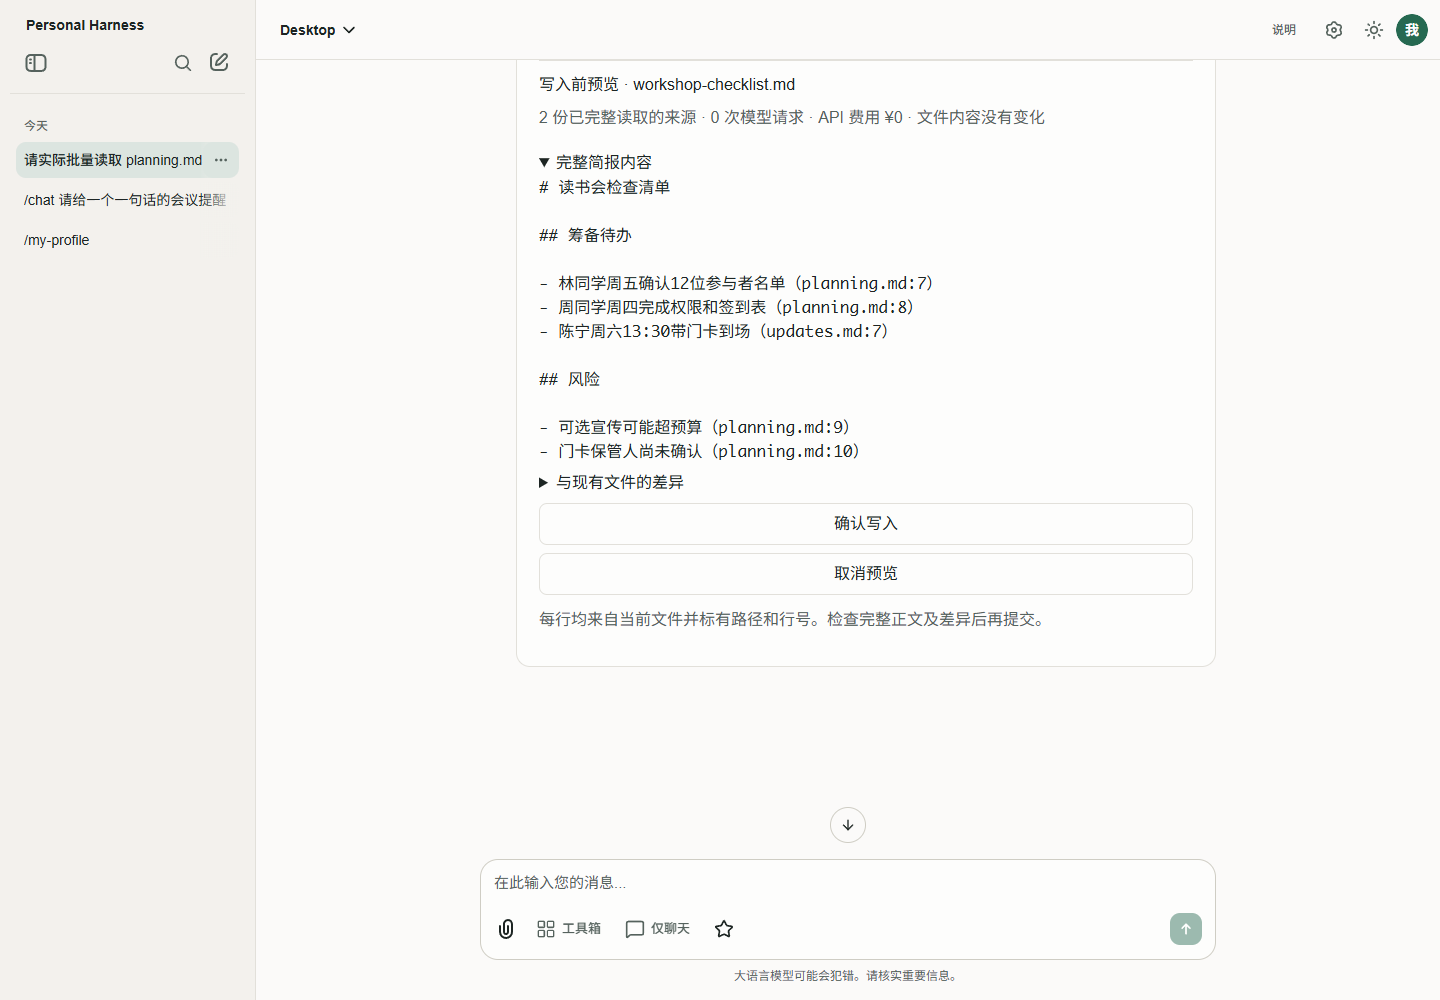 Personal Harness
今天
请实际批量读取 planning.md
/chat 请给一个一句话的会议提醒
/my-profile
Desktop
说明
我
写入前预览 · workshop-checklist.md
2 份已完整读取的来源 · 0 次模型请求 · API 费用 ¥0 · 文件内容没有变化
完整简报内容
# 读书会检查清单
## 筹备待办
- 林同学周五确认12位参与者名单（planning.md:7）
- 周同学周四完成权限和签到表（planning.md:8）
- 陈宁周六13:30带门卡到场（updates.md:7）
## 风险
- 可选宣传可能超预算（planning.md:9）
- 门卡保管人尚未确认（planning.md:10）
与现有文件的差异
确认写入
取消预览
每行均来自当前文件并标有路径和行号。检查完整正文及差异后再提交。
在此输入您的消息...
工具箱
仅聊天
大语言模型可能会犯错。请核实重要信息。